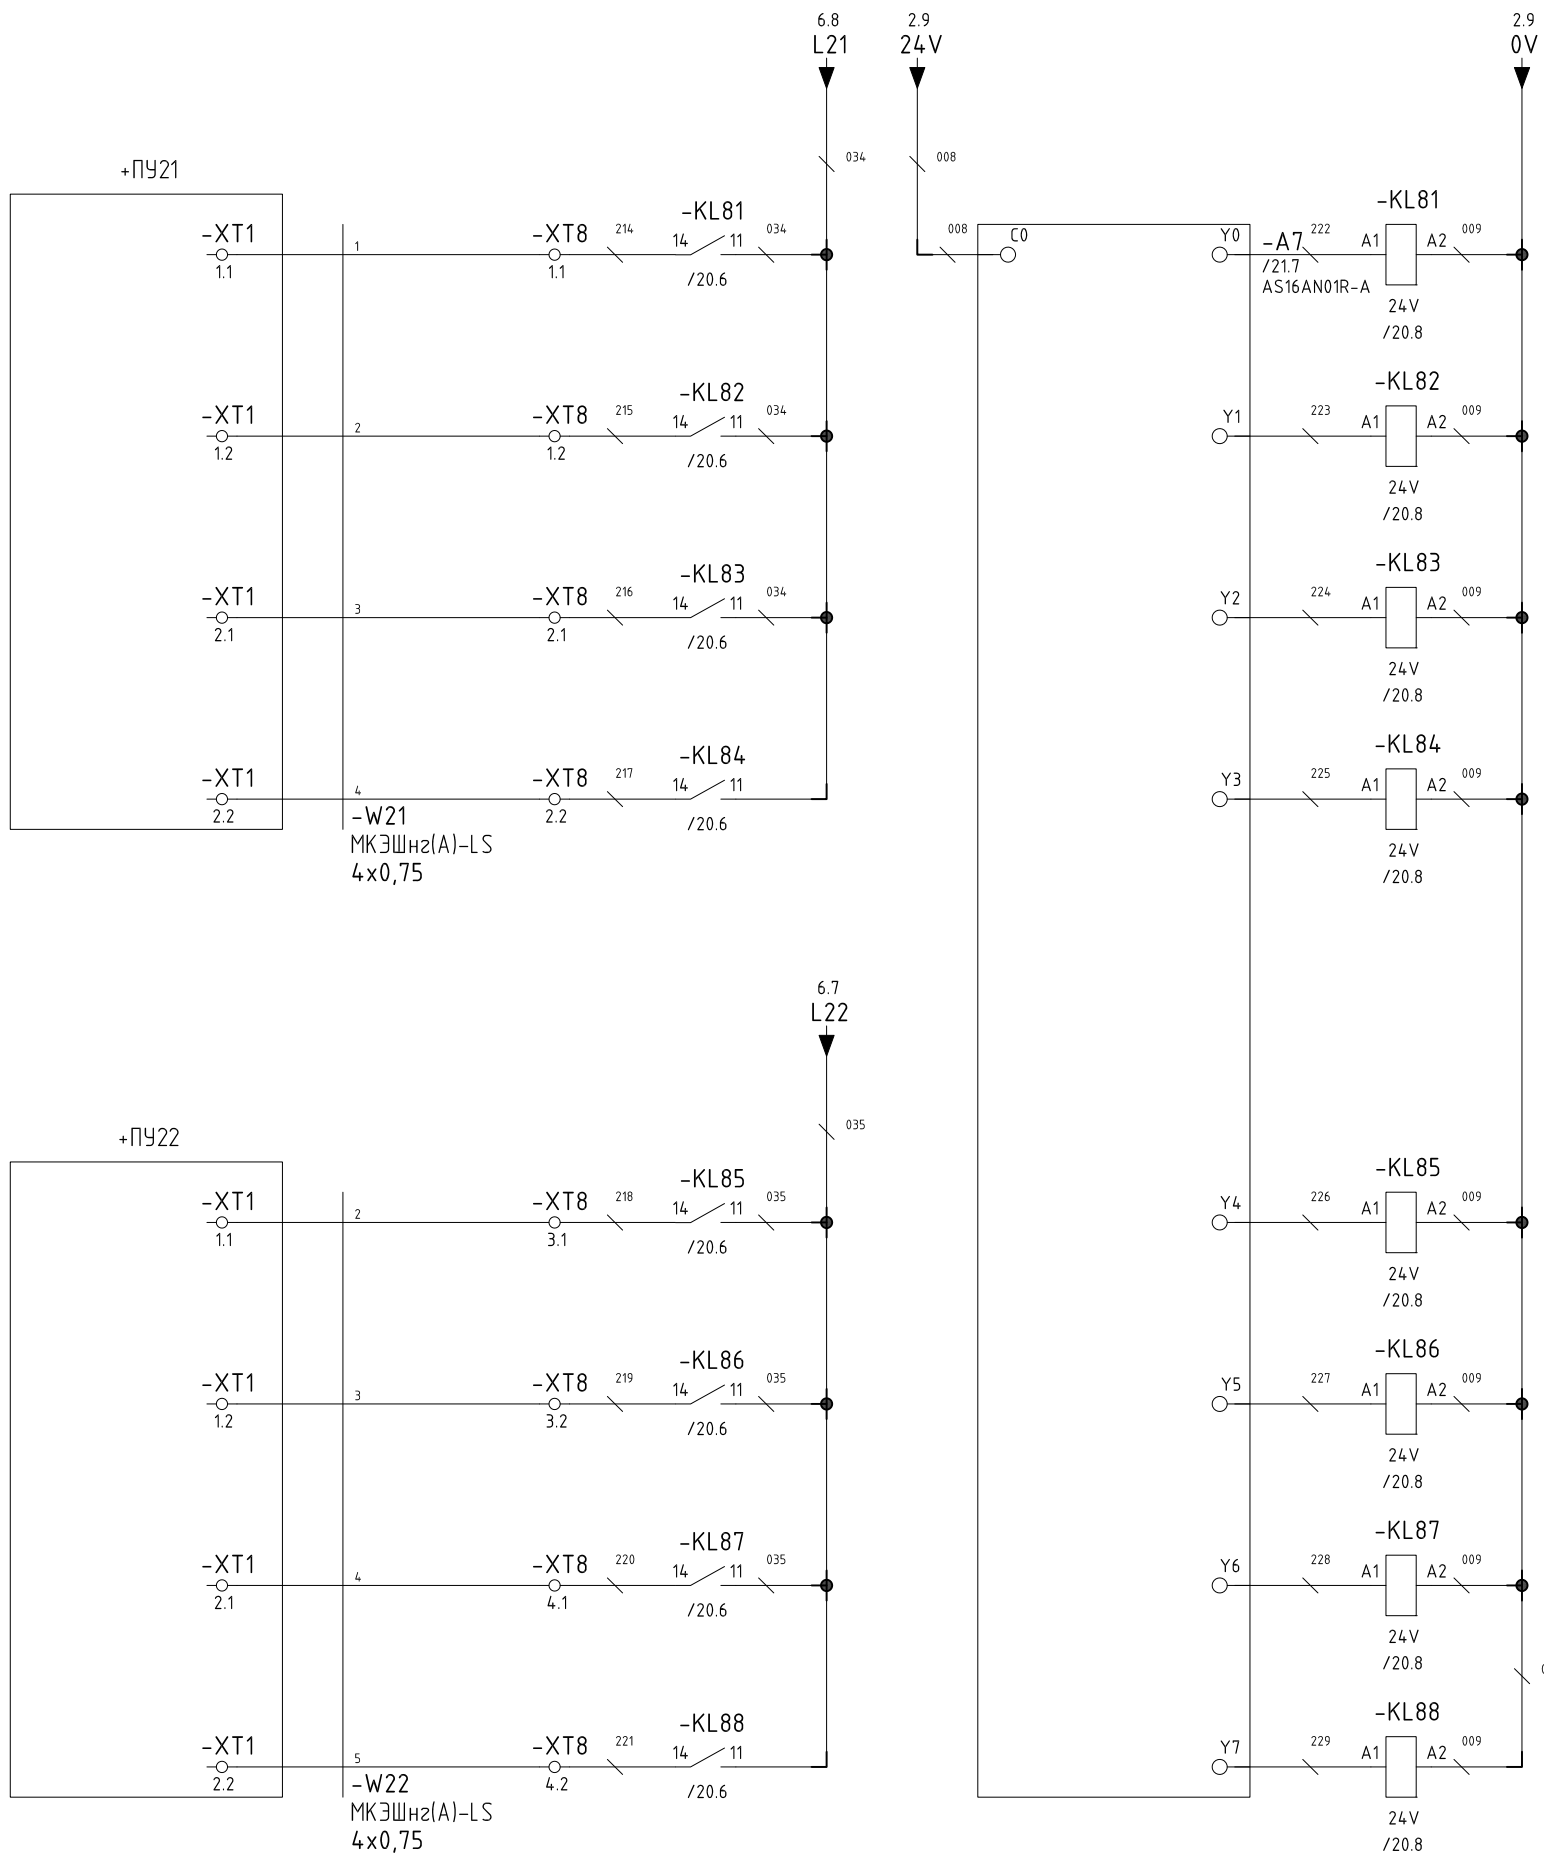 6.8
L21
2.9
24V
2.9
0V
034
008
+ПУ21
-XT1
1.1
1
-XT8
1.1
214
-KL81
14
11
034
/20.6
008
C0
Y0
-A7
/21.7
AS16AN01R-A
222
-KL81
A1
A2
009
24V
/20.8
-XT1
1.2
2
-XT8
1.2
215
-KL82
14
11
034
/20.6
Y1
223
-KL82
A1
A2
009
24V
/20.8
-XT1
2.1
3
-XT8
2.1
216
-KL83
14
11
034
/20.6
Y2
224
-KL83
A1
A2
009
24V
/20.8
-XT1
2.2
4
-XT8
2.2
217
-KL84
14
11
/20.6
Y3
225
-KL84
A1
A2
009
24V
/20.8
-W21
МКЭШнг(А)-LS
4x0,75
6.7
L22
035
+ПУ22
-XT1
1.1
2
-XT8
3.1
218
-KL85
14
11
035
/20.6
Y4
226
-KL85
A1
A2
009
24V
/20.8
-XT1
1.2
3
-XT8
3.2
219
-KL86
14
11
035
/20.6
Y5
227
-KL86
A1
A2
009
24V
/20.8
-XT1
2.1
4
-XT8
4.1
220
-KL87
14
11
035
/20.6
Y6
228
-KL87
A1
A2
009
24V
/20.8
-XT1
2.2
5
-XT8
4.2
221
-KL88
14
11
/20.6
Y7
229
-KL88
A1
A2
009
24V
/20.8
-W22
МКЭШнг(А)-LS
4x0,75